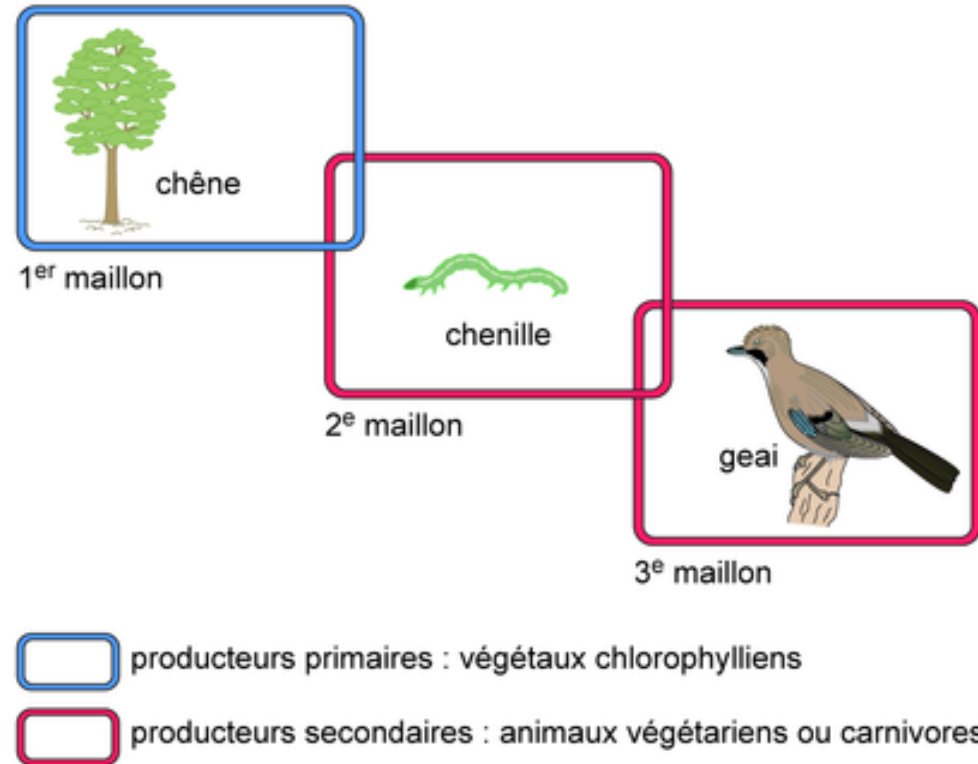 chêne
1er maillon
chenille
2e maillon
geai
3e maillon
producteurs primaires : végétaux chlorophylliens
producteurs secondaires : animaux végétariens ou carnivores